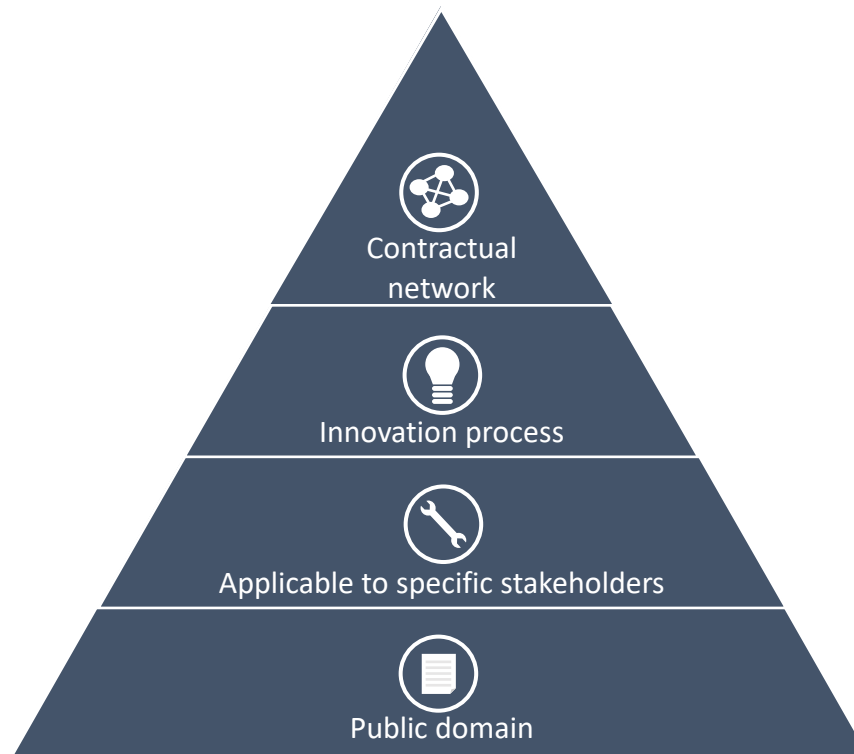 Contractual
network
Innovation process
Applicable to specific stakeholders
Public domain